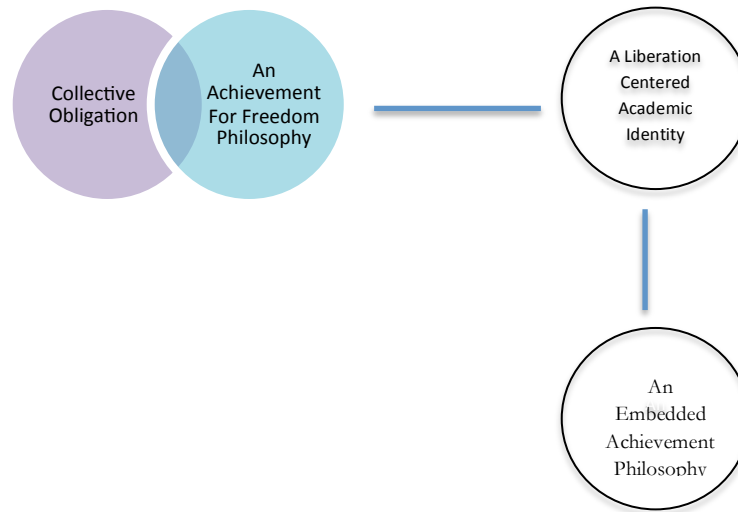 Collective
Obligation
An
Achievement
For Freedom
Philosophy
A Liberation
Centered
Academic
Identity
An
Embedded
Achievement
Philosophy